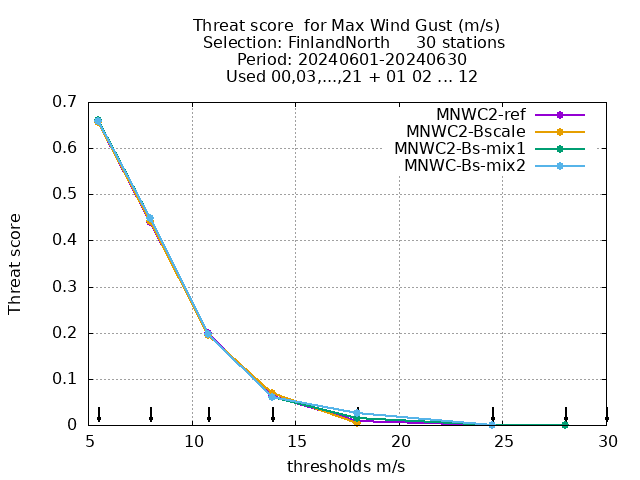 Threat score  for Max Wind Gust (m/s)
Selection: FinlandNorth     30 stations
Period: 20240601-20240630
Used 00,03,...,21 + 01 02 ... 12
MNWC2-ref
MNWC2-Bscale
MNWC2-Bs-mix1
MNWC-Bs-mix2
Threat score
0.7
0.6
0.5
0.4
0.3
0.2
0.1
0
5 10 15 20 25 30
thresholds m/s